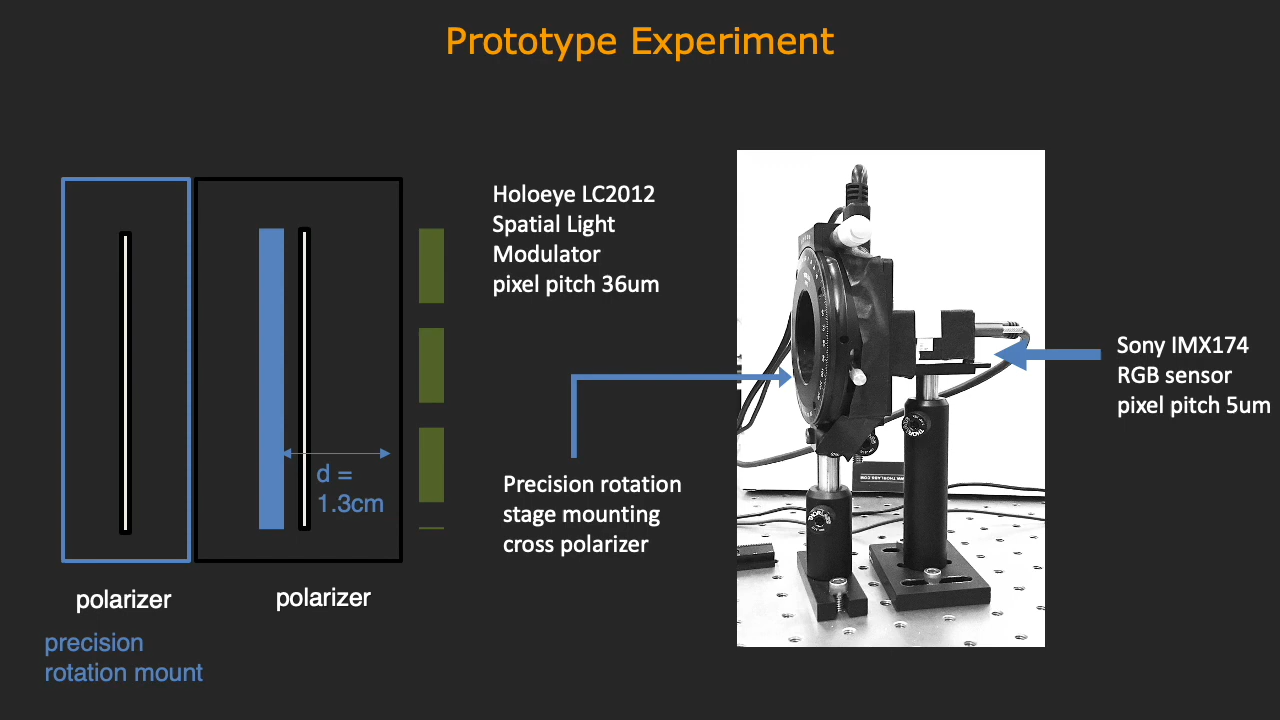 Prototype Experiment
Holoeye LC2012
Spatial Light
Modulator
pixel pitch 36um
d =
1.3cm
polarizer
polarizer
precision
rotation mount
Precision rotation
stage mounting
cross polarizer
Sony IMX174
RGB sensor
pixel pitch 5um